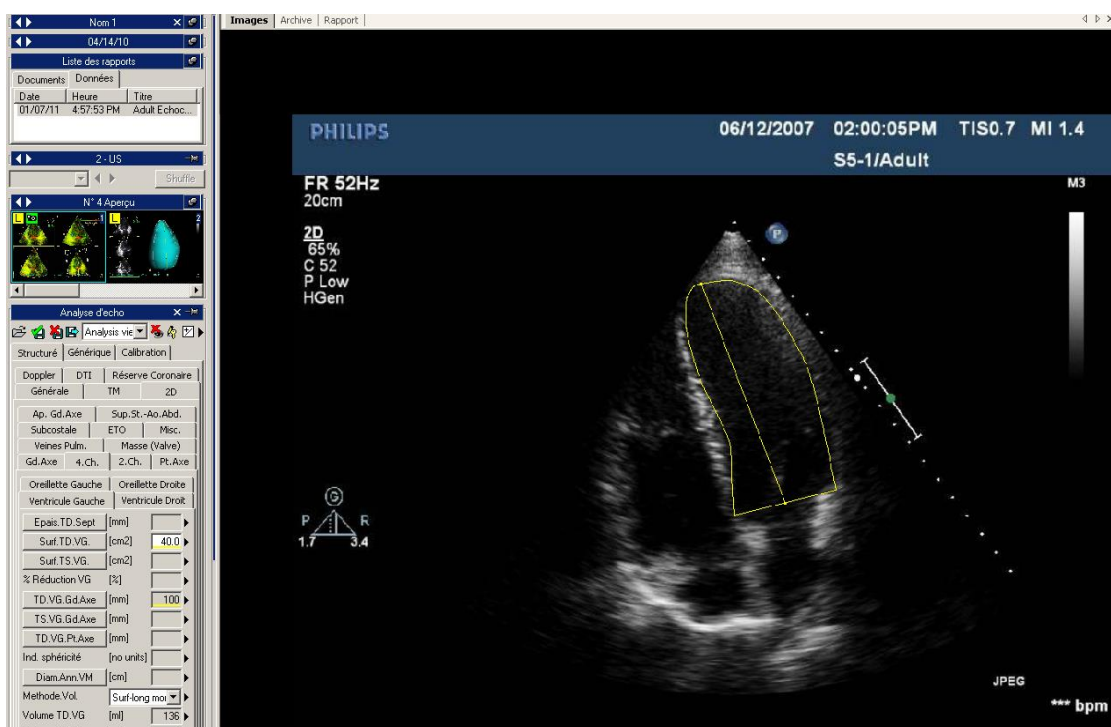 Nom 1
04/14/10
Liste des rapports
Documents Données
Date Heure Titre
01/07/11 4:57:53 PM Adult Echoc...
2 - US
Shuffle
N° 4 Aperçu
L 1 L 2
Analyse d'echo
Analysis vie
Structuré Générique Calibration
Doppler DTI Réserve Coronaire
Générale TM 2D
Ap. Gd.Axe Sup.St.-Ao.Abd.
Subcostale ETO Misc.
Veines Pulm. Masse (Valve)
Gd.Axe 4.Ch. 2.Ch. Pt.Axe
Oreillette Gauche Oreillette Droite
Ventricule Gauche Ventricule Droit
Epais.TD.Sept [mm]
Surf.TD.VG. [cm2] 40.0
Surf.TS.VG. [cm2]
% Réduction VG [%]
TD.VG.Gd.Axe [mm] 100
TS.VG.Gd.Axe [mm]
TD.VG.Pt.Axe [mm]
Ind. sphéricité [no units]
Diam.Ann.VM [cm]
Methode.Vol. Surf-long mo
Volume TD.VG [ml] 136
Images Archive Rapport
PHILIPS 06/12/2007 02:00:05PM TIS0.7 MI 1.4
S5-1/Adult
FR 52Hz
20cm
M3
2D
65%
C 52
P Low
HGen
P
G
P R
1.7 3.4
JPEG
*** bpm